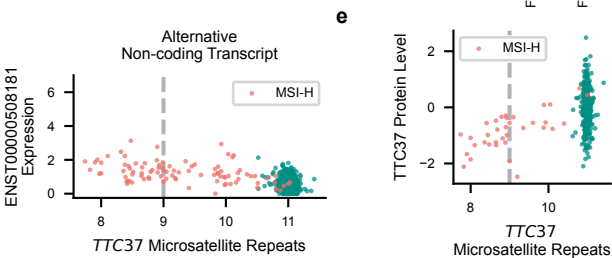 Alternative
Non-coding Transcript
ENST00000508181
Expression
6
4
2
0
MSI-H
8
9
10
11
TTC37 Microsatellite Repeats
e
F
F
TTC37 Protein Level
2
0
−2
MSI-H
8
10
TTC37
Microsatellite Repeats